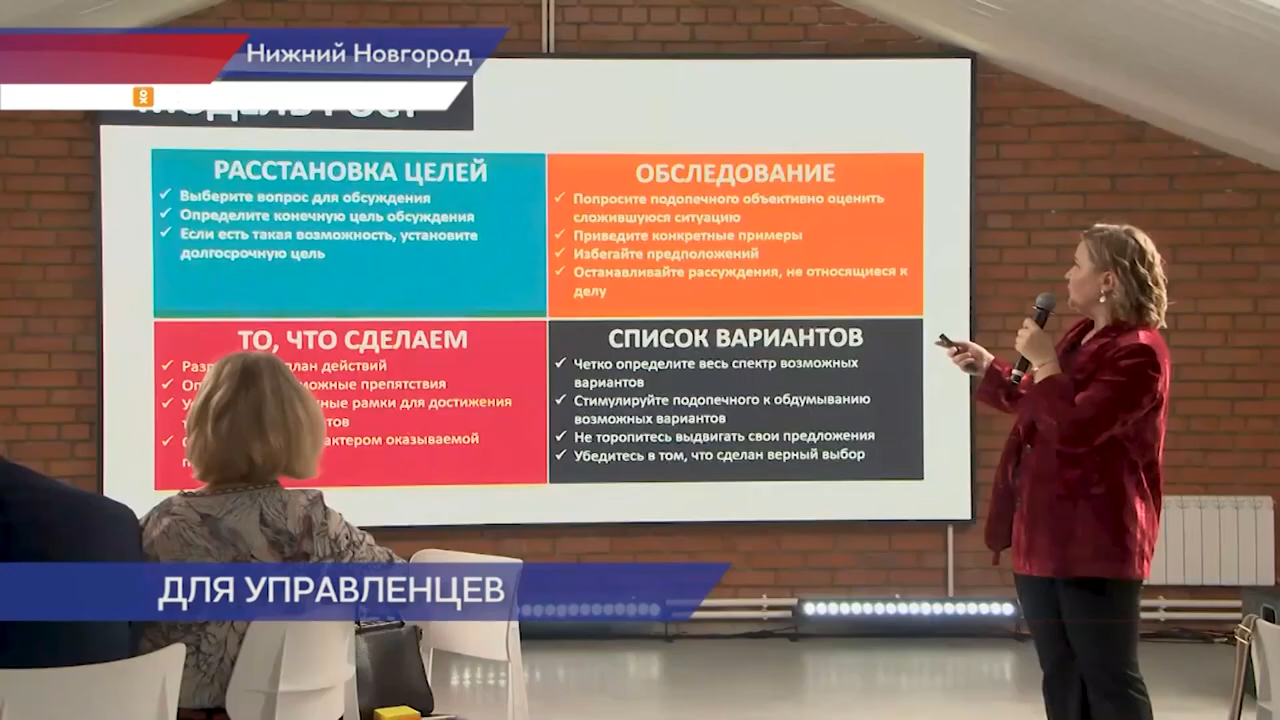 Нижний Новгород
МОДЕЛЬ РОСТ
РАССТАНОВКА ЦЕЛЕЙ
Выберите вопрос для обсуждения
Определите конечную цель обсуждения
Если есть такая возможность, установите
долгосрочную цель
ОБСЛЕДОВАНИЕ
Попросите подопечного объективно оценить
сложившуюся ситуацию
Приведите конкретные примеры
Избегайте предположений
Останавливайте рассуждения, не относящиеся к
делу
ТО, ЧТО СДЕЛАЕМ
план действий
препятствия
рамки для достижения
оказываемой
СПИСОК ВАРИАНТОВ
Четко определите весь спектр возможных
вариантов
Стимулируйте подопечного к обдумыванию
возможных вариантов
Не торопитесь выдвигать свои предложения
Убедитесь в том, что сделан верный выбор
ДЛЯ УПРАВЛЕНЦЕВ